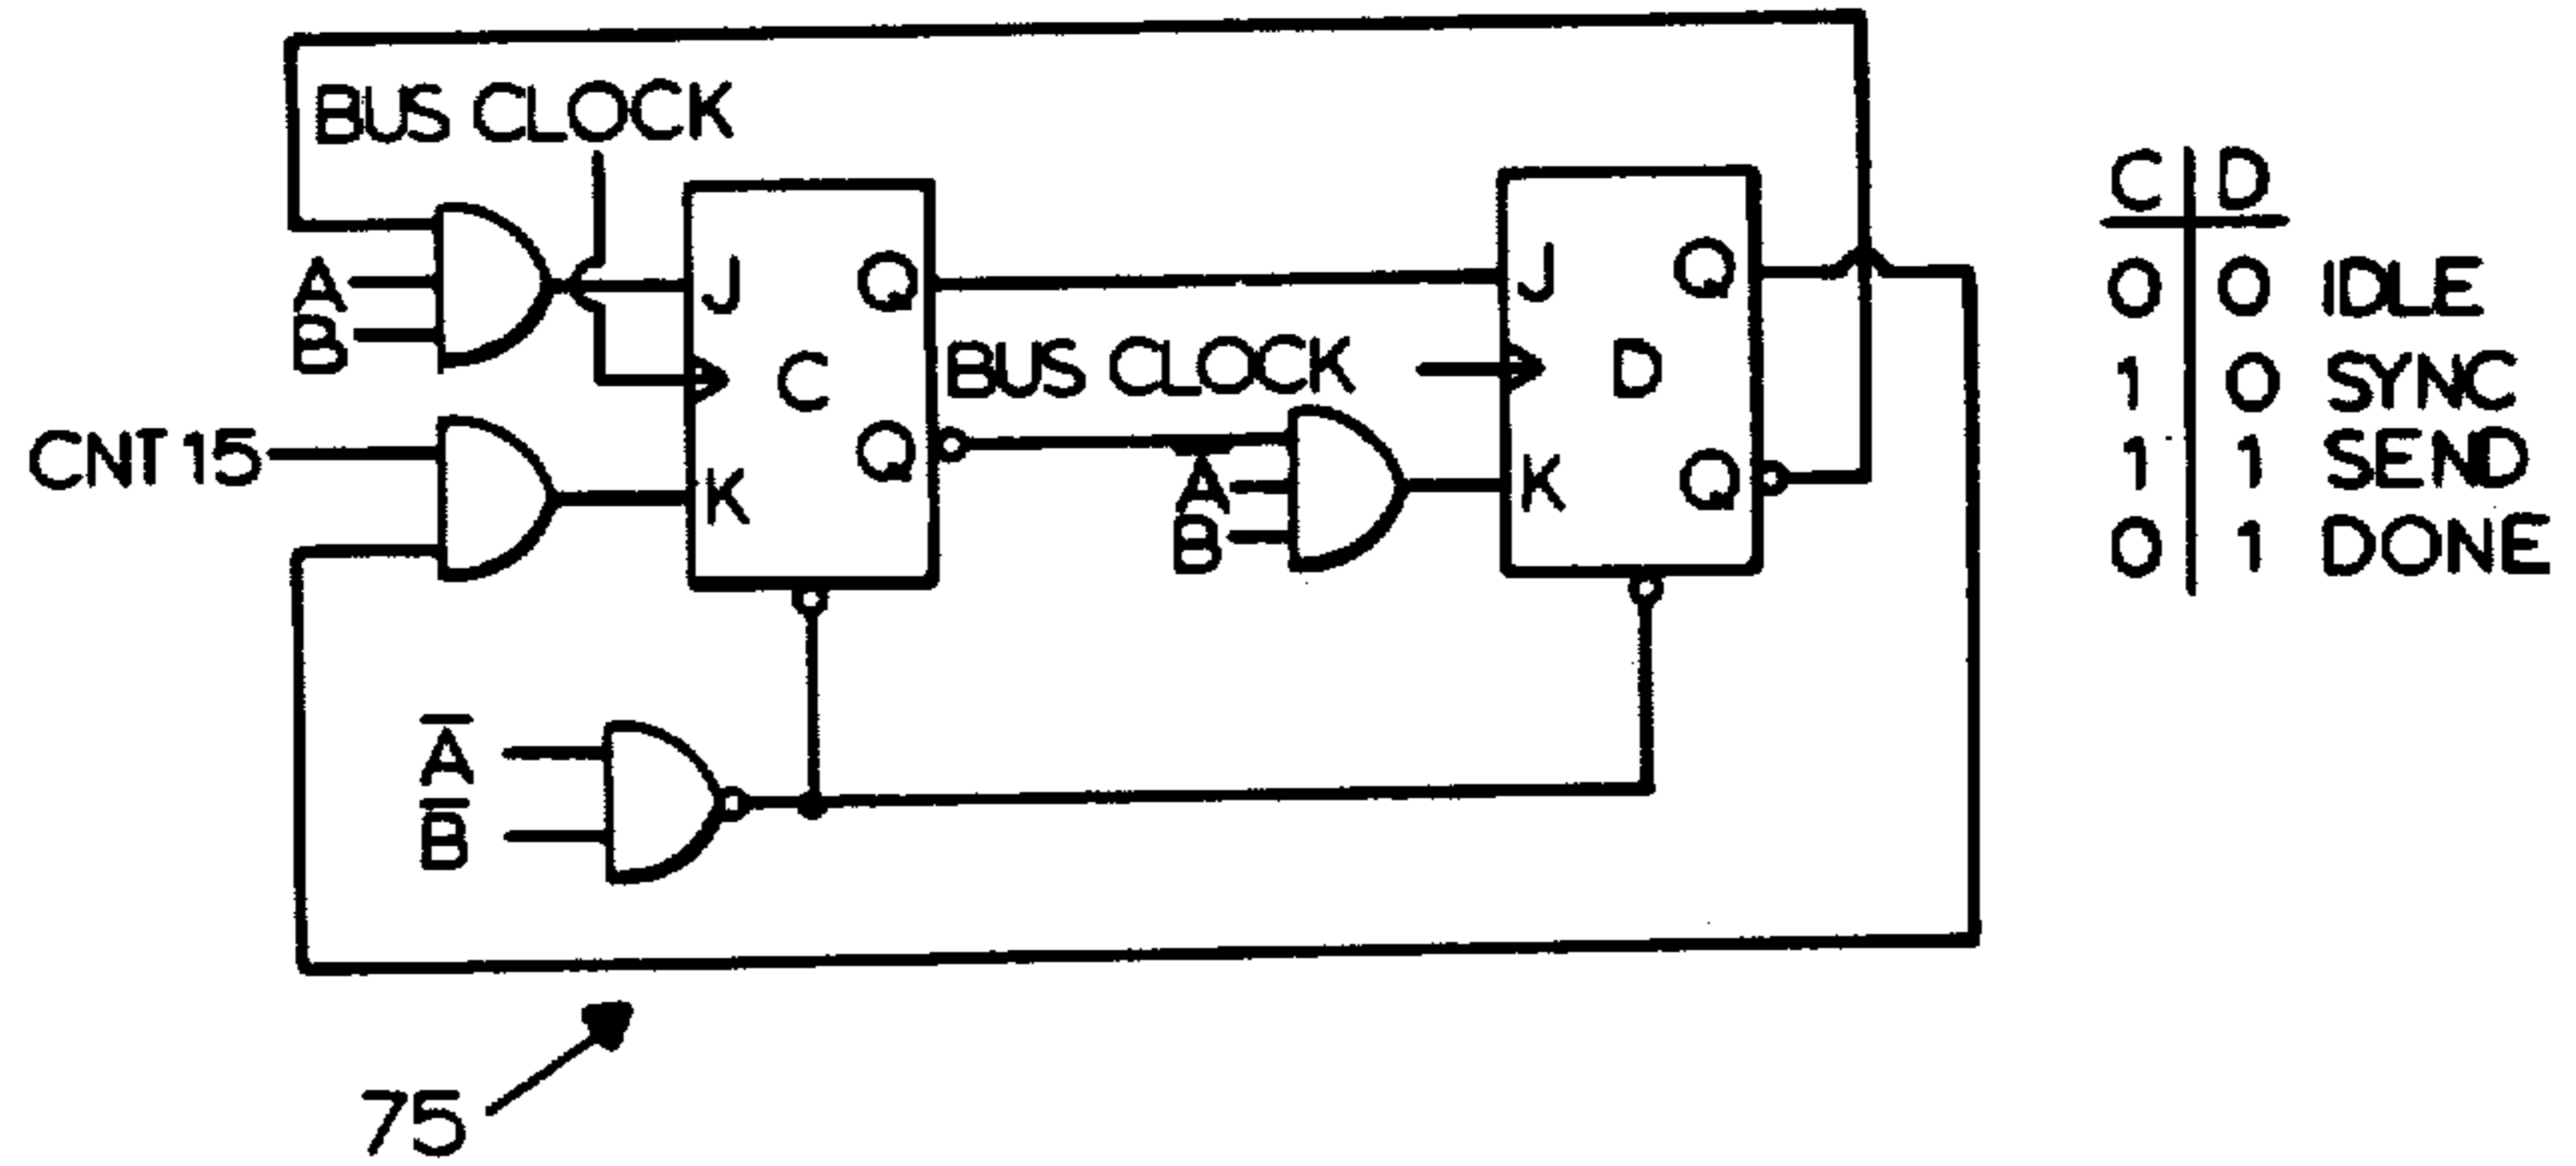 BUS CLOCK
A
B
CNT 15
J
Q
C
K
Q
BUS CLOCK
A̅
B
J
Q
D
K
Q
A̅
B̅
75
C D
0 0 IDLE
1 0 SYNC
1 1 SEND
0 1 DONE